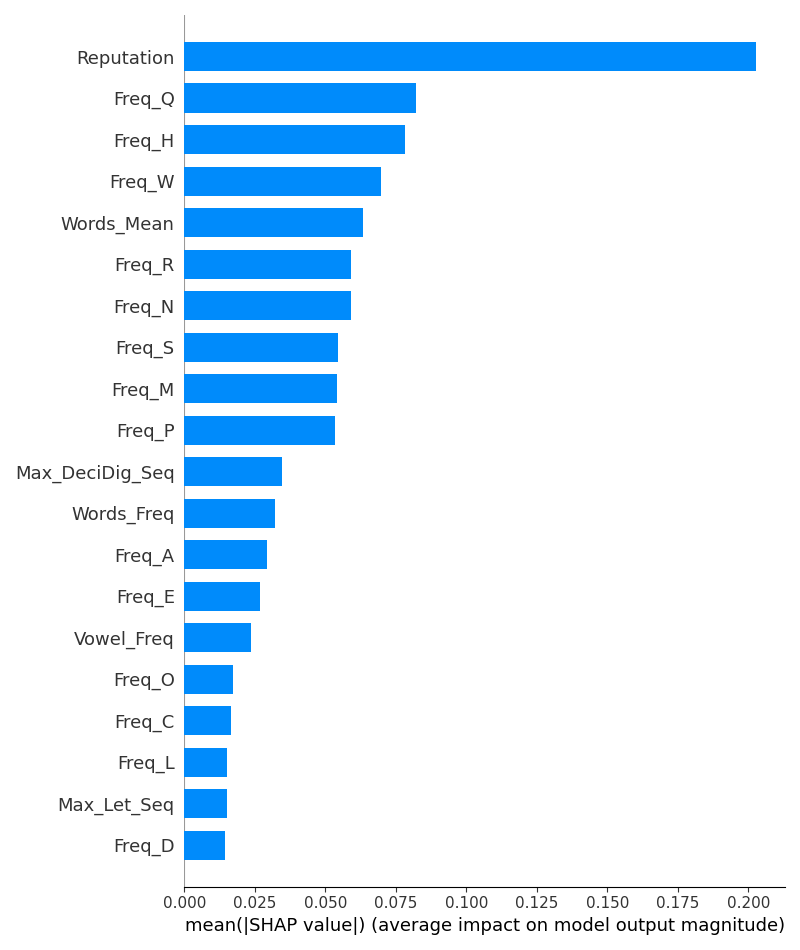 Reputation
Freq_Q
Freq_H
Freq_W
Words_Mean
Freq_R
Freq_N
Freq_S
Freq_M
Freq_P
Max_DeciDig_Seq
Words_Freq
Freq_A
Freq_E
Vowel_Freq
Freq_O
Freq_C
Freq_L
Max_Let_Seq
Freq_D
0.000 0.025 0.050 0.075 0.100 0.125 0.150 0.175 0.200
mean(|SHAP value|) (average impact on model output magnitude)